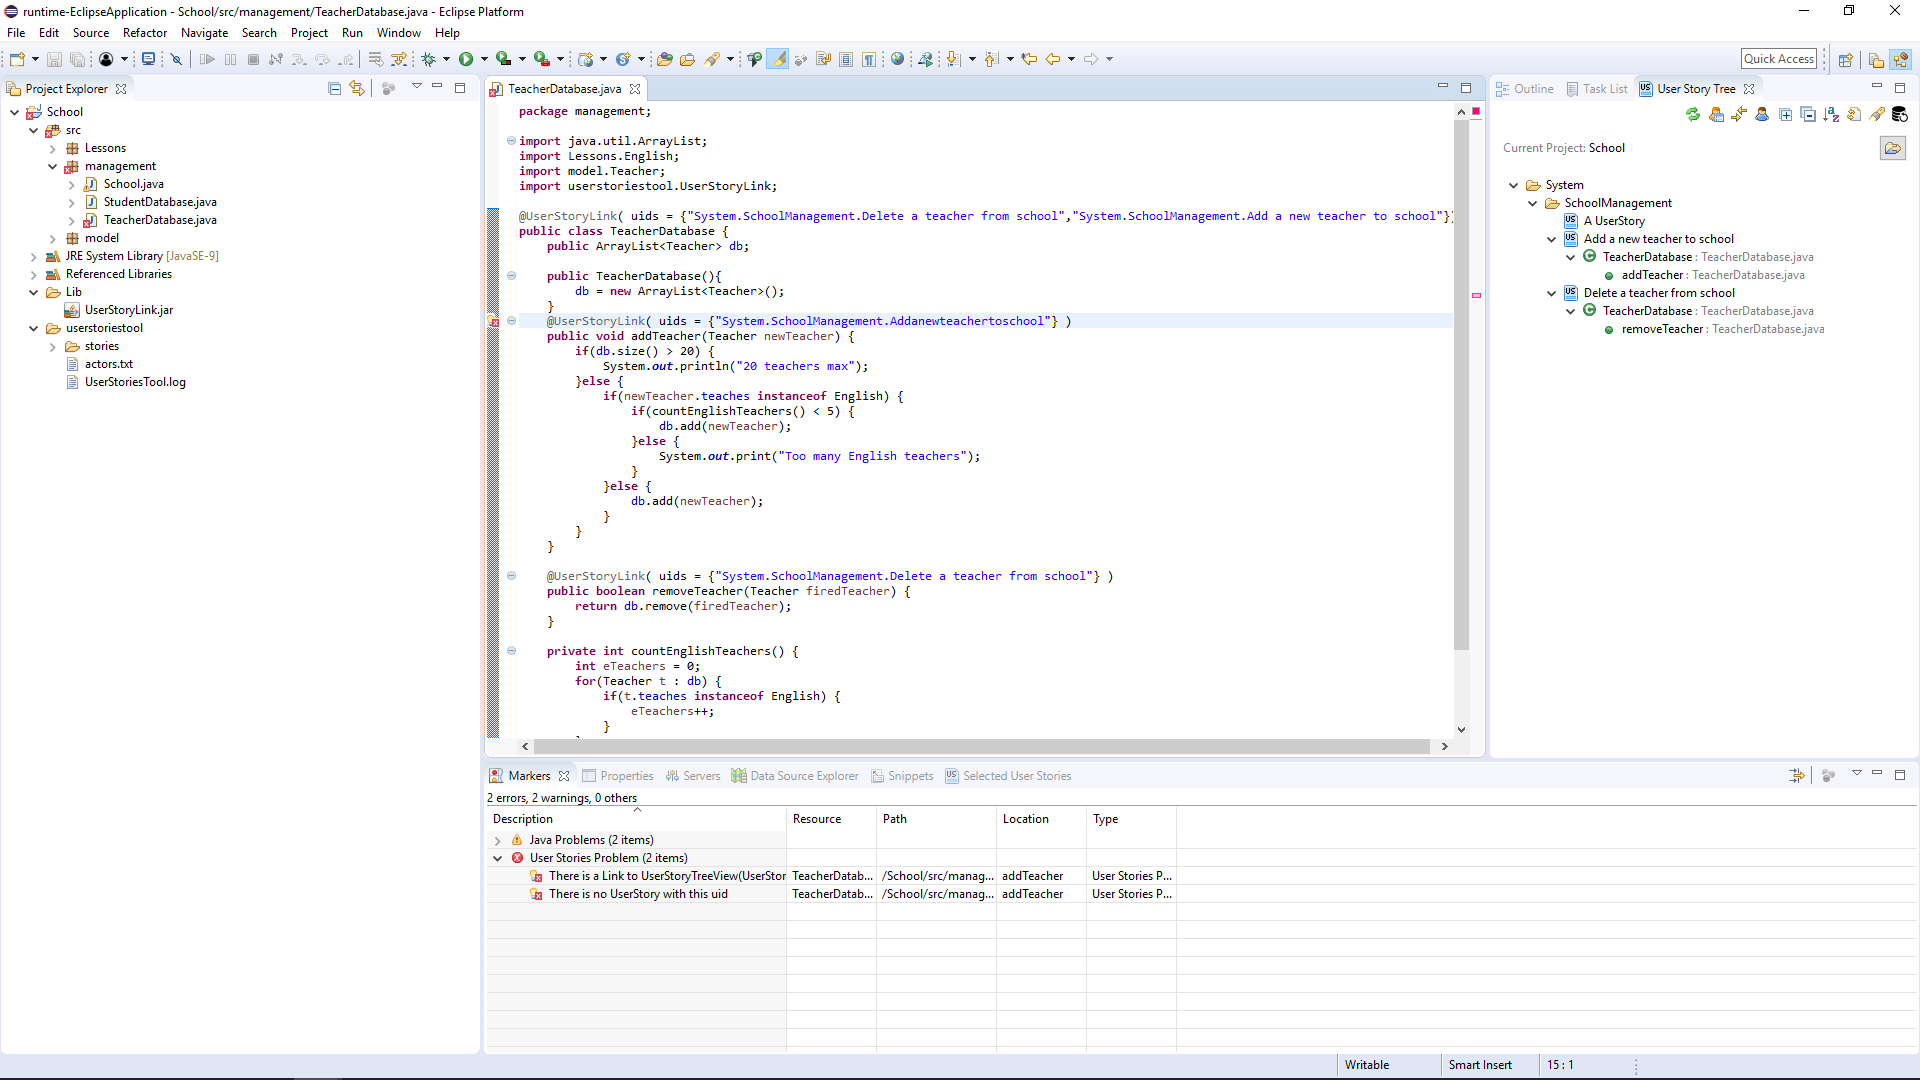 runtime-EclipseApplication - School/src/management/TeacherDatabase.java - Eclipse Platform
File Edit Source Refactor Navigate Search Project Run Window Help
Quick Access
Project Explorer
School
src
Lessons
management
School.java
StudentDatabase.java
TeacherDatabase.java
model
JRE System Library [JavaSE-9]
Referenced Libraries
Lib
UserStoryLink.jar
userstoriestool
stories
actors.txt
UserStoriesTool.log
TeacherDatabase.java
package management;
import java.util.ArrayList;
import Lessons.English;
import model.Teacher;
import userstoriestool.UserStoryLink;
@UserStoryLink( uids = {"System.SchoolManagement.Delete a teacher from school","System.SchoolManagement.Add a new teacher to school"})
public class TeacherDatabase {
public ArrayList<Teacher> db;
public TeacherDatabase(){
db = new ArrayList<Teacher>();
}
@UserStoryLink( uids = {"System.SchoolManagement.Addanewteachertoschool"} )
public void addTeacher(Teacher newTeacher) {
if(db.size() > 20) {
System.out.println("20 teachers max");
}else {
if(newTeacher.teaches instanceof English) {
if(countEnglishTeachers() < 5) {
db.add(newTeacher);
}else {
System.out.print("Too many English teachers");
}
}else {
db.add(newTeacher);
}
}
}
@UserStoryLink( uids = {"System.SchoolManagement.Delete a teacher from school"} )
public boolean removeTeacher(Teacher firedTeacher) {
return db.remove(firedTeacher);
}
private int countEnglishTeachers() {
int eTeachers = 0;
for(Teacher t : db) {
if(t.teaches instanceof English) {
eTeachers++;
}
Outline Task List US User Story Tree
Current Project: School
System
SchoolManagement
US A UserStory
US Add a new teacher to school
TeacherDatabase : TeacherDatabase.java
addTeacher : TeacherDatabase.java
US Delete a teacher from school
TeacherDatabase : TeacherDatabase.java
removeTeacher : TeacherDatabase.java
Markers Properties Servers Data Source Explorer Snippets US Selected User Stories
2 errors, 2 warnings, 0 others
Description Resource Path Location Type
Java Problems (2 items)
User Stories Problem (2 items)
There is a Link to UserStoryTreeView(UserStor TeacherDatab... /School/src/manag... addTeacher User Stories P...
There is no UserStory with this uid TeacherDatab... /School/src/manag... addTeacher User Stories P...
Writable Smart Insert 15 : 1